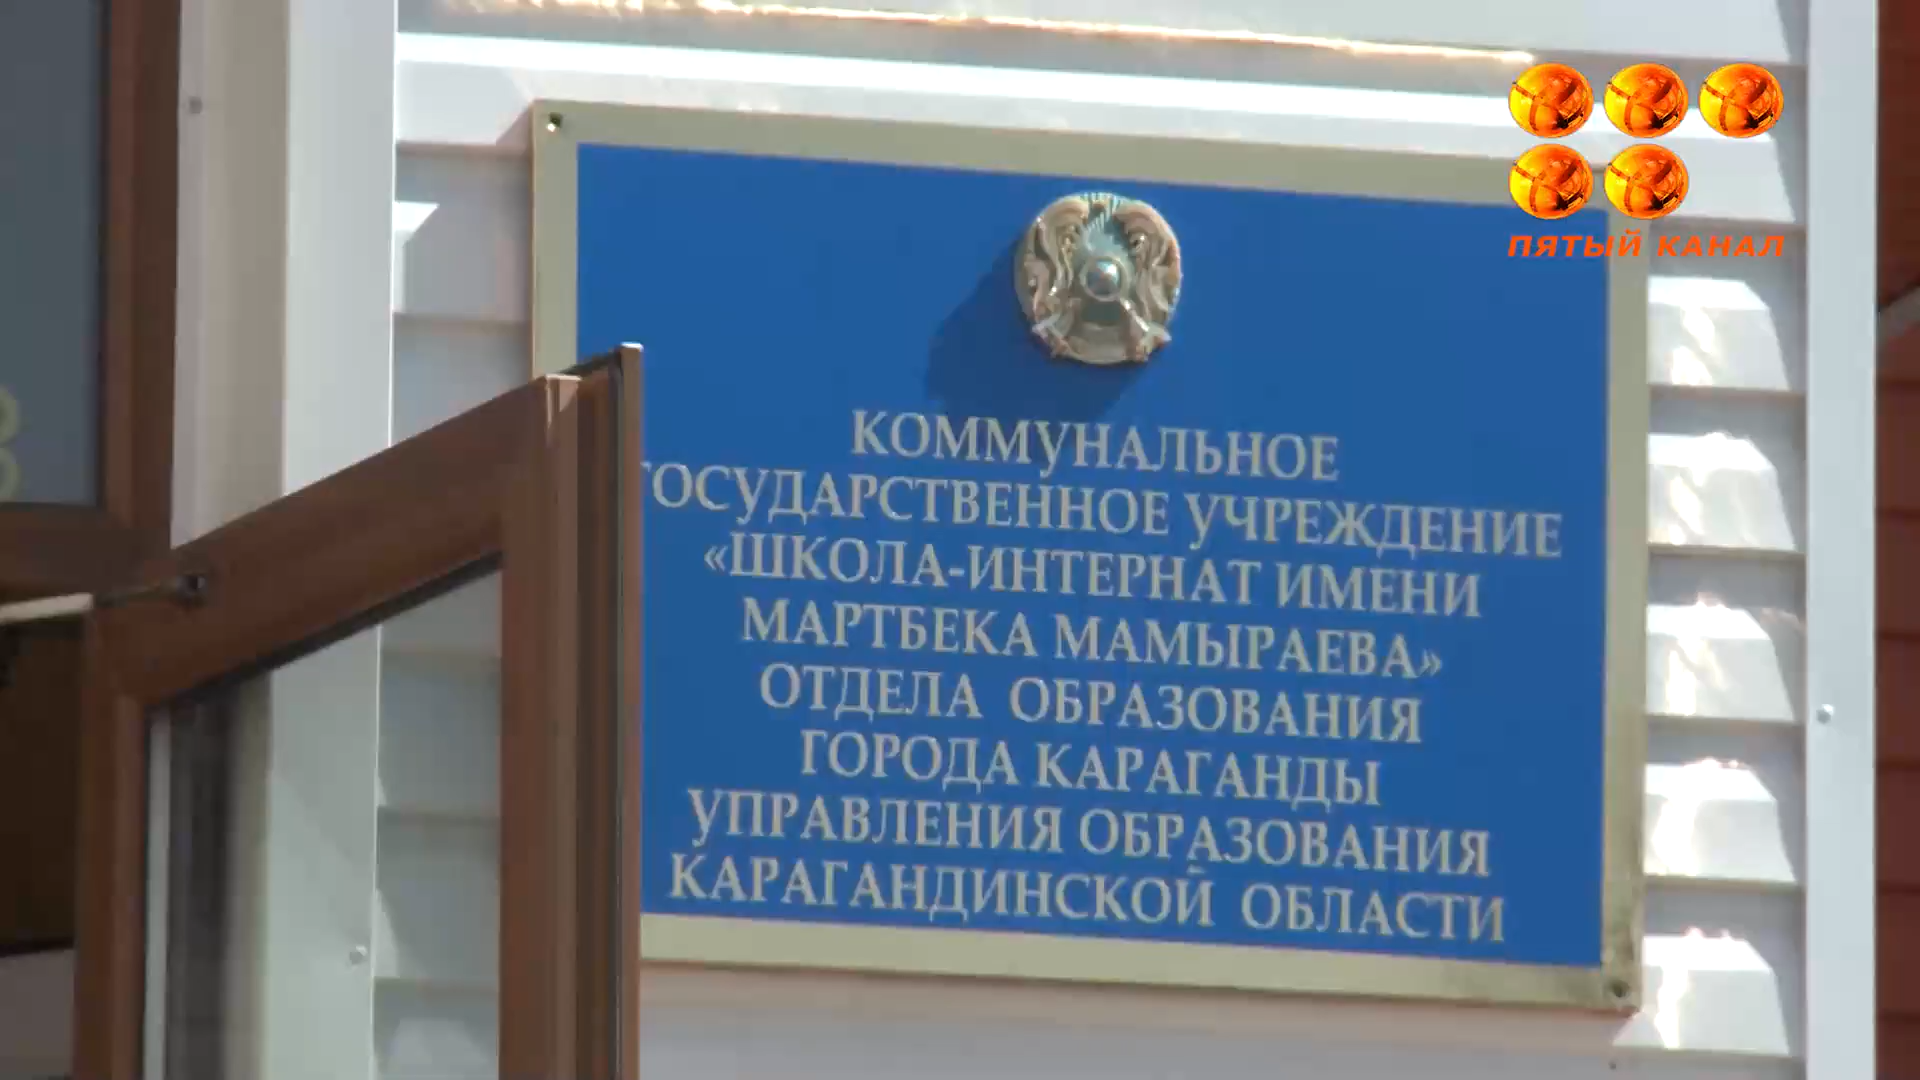 ПЯТЫЙ КАНАЛ
КОММУНАЛЬНОЕ
ГОСУДАРСТВЕННОЕ УЧРЕЖДЕНИЕ
«ШКОЛА-ИНТЕРНАТ ИМЕНИ
МАРТБЕКА МАМЫРАЕВА»
ОТДЕЛА ОБРАЗОВАНИЯ
ГОРОДА КАРАГАНДЫ
УПРАВЛЕНИЯ ОБРАЗОВАНИЯ
КАРАГАНДИНСКОЙ ОБЛАСТИ